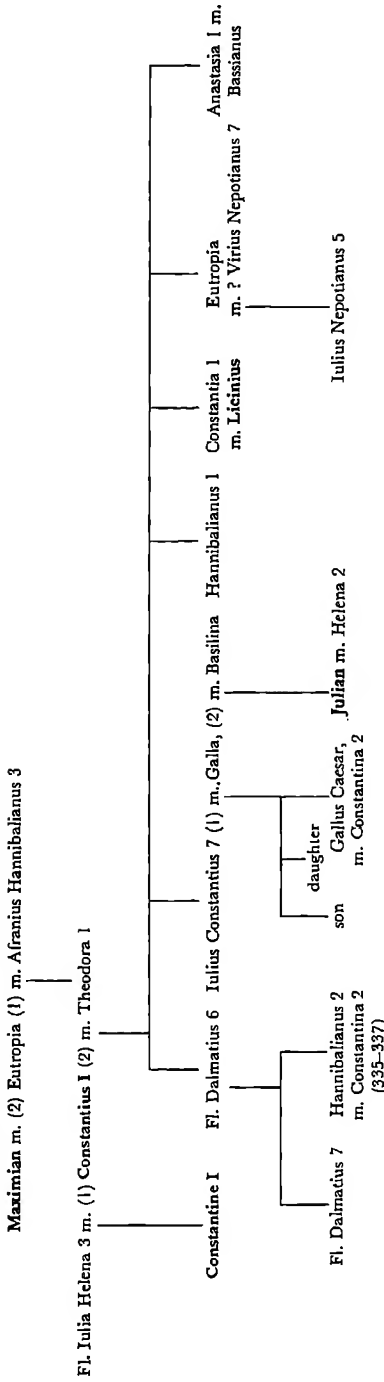 Maximian m. (2) Eutropia (1) m. Afranius Hannibalianus 3
Fl. Iulia Helena 3 m. (1) Constantius I (2) m. Theodora 1
Constantine I
Fl. Dalmatius 6
Iulius Constantius 7 (1) m. Galla, (2) m. Basilina
Hannibalianus 1
Constantia 1
m. Licinius
Eutropia
m. ? Virius Nepotianus 7
Anastasia 1 m.
Bassianus
Fl. Dalmatius 7
Hannibalianus 2
m. Constantina 2
(335-337)
son
daughter
Gallus Caesar,
m. Constantina 2
Julian m. Helena 2
Iulius Nepotianus 5